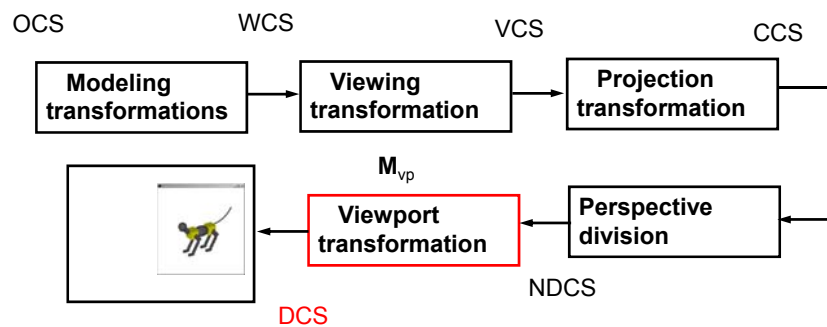 OCS
WCS
VCS
CCS
Modeling
transformations
Viewing
transformation
Projection
transformation
Mvp
Viewport
transformation
Perspective
division
NDCS
DCS